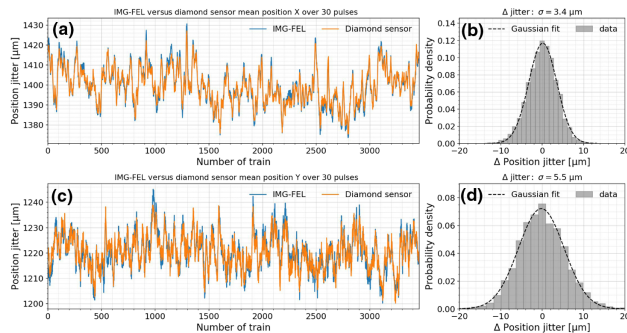 IMG-FEL versus diamond sensor mean position X over 30 pulses
(a)
IMG-FEL
Diamond sensor
Position jitter [μm]
1430
1420
1410
1400
1390
1380
0
500
1000
1500
2000
2500
3000
Number of train
Δ jitter: σ = 3.4 μm
(b)
Gaussian fit
data
Probability density
0.12
0.10
0.08
0.06
0.04
0.02
0.00
−20
−10
0
10
20
Δ Position jitter [μm]
IMG-FEL versus diamond sensor mean position Y over 30 pulses
(c)
IMG-FEL
Diamond sensor
Position jitter [μm]
1240
1230
1220
1210
1200
0
500
1000
1500
2000
2500
3000
Number of train
Δ jitter: σ = 5.5 μm
(d)
Gaussian fit
data
Probability density
0.08
0.06
0.04
0.02
0.00
−20
−10
0
10
20
Δ Position jitter [μm]